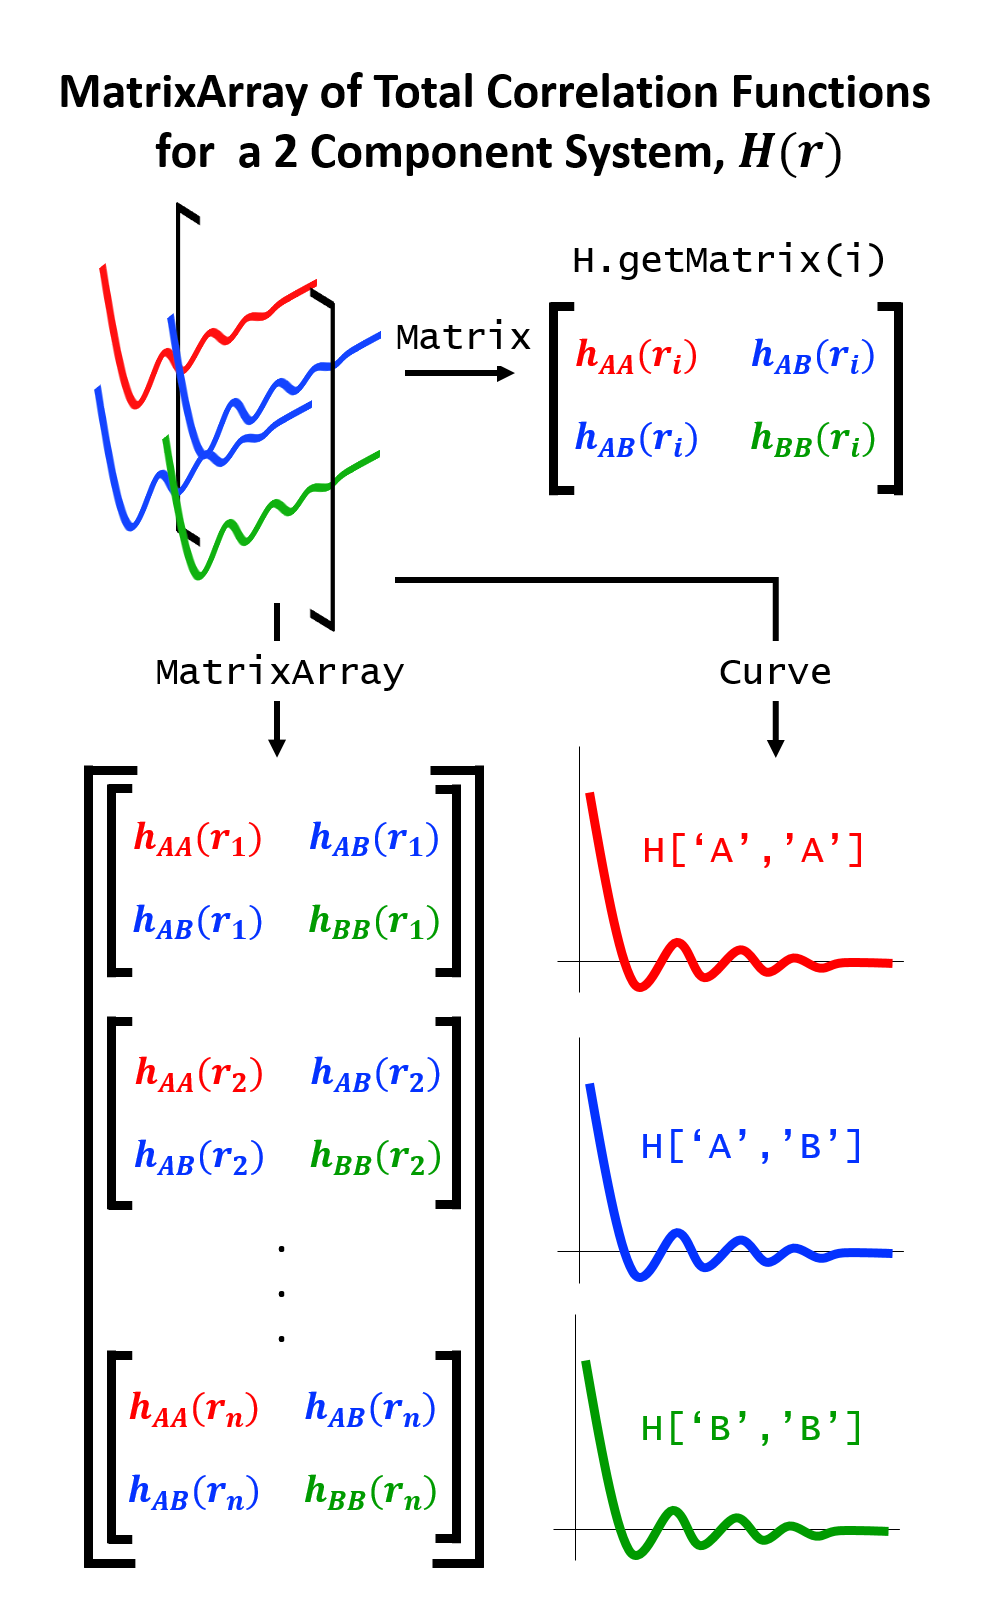 MatrixArray of Total Correlation Functions
for a 2 Component System, H(r)
H.getMatrix(i)
Matrix
h_AA(r_i) h_AB(r_i)
h_AB(r_i) h_BB(r_i)
MatrixArray
Curve
h_AA(r_1) h_AB(r_1)
h_AB(r_1) h_BB(r_1)
h_AA(r_2) h_AB(r_2)
h_AB(r_2) h_BB(r_2)
.
.
.
h_AA(r_n) h_AB(r_n)
h_AB(r_n) h_BB(r_n)
H[‘A’,’A’]
H[‘A’,’B’]
H[‘B’,’B’]